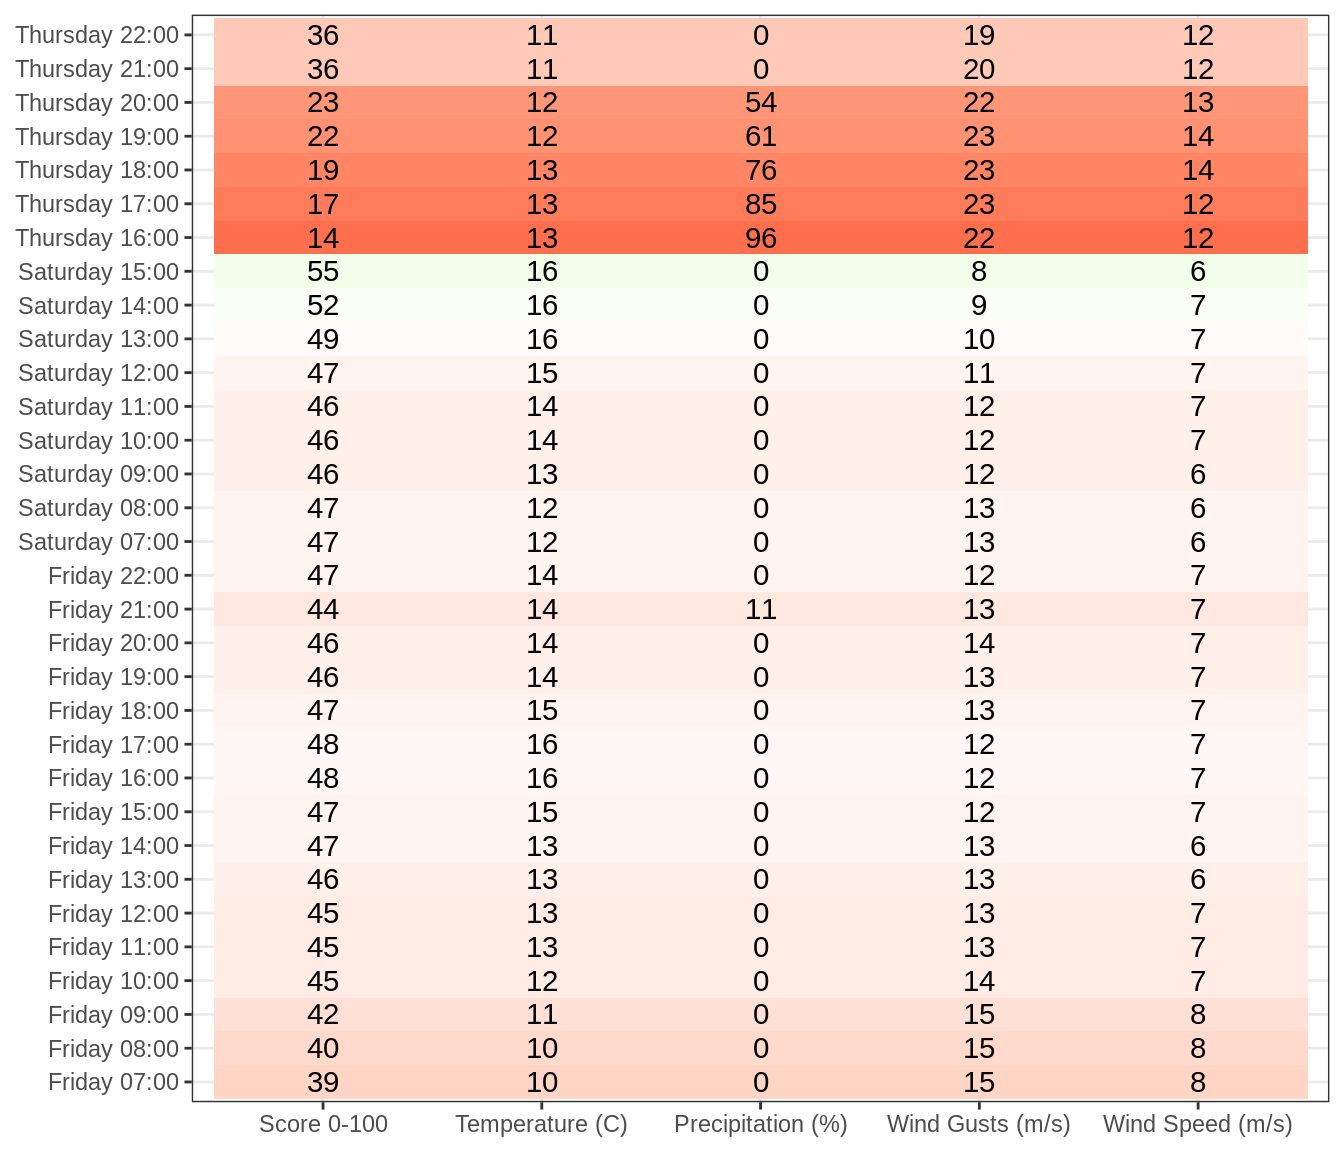 Thursday 22:00 36 11 0 19 12
Thursday 21:00 36 11 0 20 12
Thursday 20:00 23 12 54 22 13
Thursday 19:00 22 12 61 23 14
Thursday 18:00 19 13 76 23 14
Thursday 17:00 17 13 85 23 12
Thursday 16:00 14 13 96 22 12
Saturday 15:00 55 16 0 8 6
Saturday 14:00 52 16 0 9 7
Saturday 13:00 49 16 0 10 7
Saturday 12:00 47 15 0 11 7
Saturday 11:00 46 14 0 12 7
Saturday 10:00 46 14 0 12 7
Saturday 09:00 46 13 0 12 6
Saturday 08:00 47 12 0 13 6
Saturday 07:00 47 12 0 13 6
Friday 22:00 47 14 0 12 7
Friday 21:00 44 14 11 13 7
Friday 20:00 46 14 0 14 7
Friday 19:00 46 14 0 13 7
Friday 18:00 47 15 0 13 7
Friday 17:00 48 16 0 12 7
Friday 16:00 48 16 0 12 7
Friday 15:00 47 15 0 12 7
Friday 14:00 47 13 0 13 6
Friday 13:00 46 13 0 13 6
Friday 12:00 45 13 0 13 7
Friday 11:00 45 13 0 13 7
Friday 10:00 45 12 0 14 7
Friday 09:00 42 11 0 15 8
Friday 08:00 40 10 0 15 8
Friday 07:00 39 10 0 15 8
Score 0-100 Temperature (C) Precipitation (%) Wind Gusts (m/s) Wind Speed (m/s)